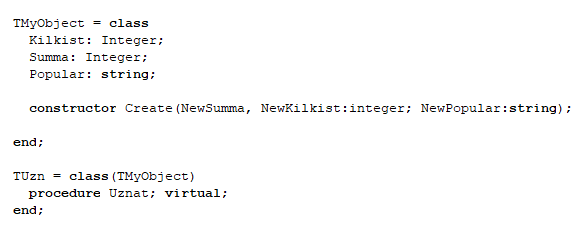 TMyObject = class
Kilkist: Integer;
Summa: Integer;
Popular: string;
constructor Create(NewSumma, NewKilkist:integer; NewPopular:string);
end;
TUzn = class(TMyObject)
procedure Uznat; virtual;
end;